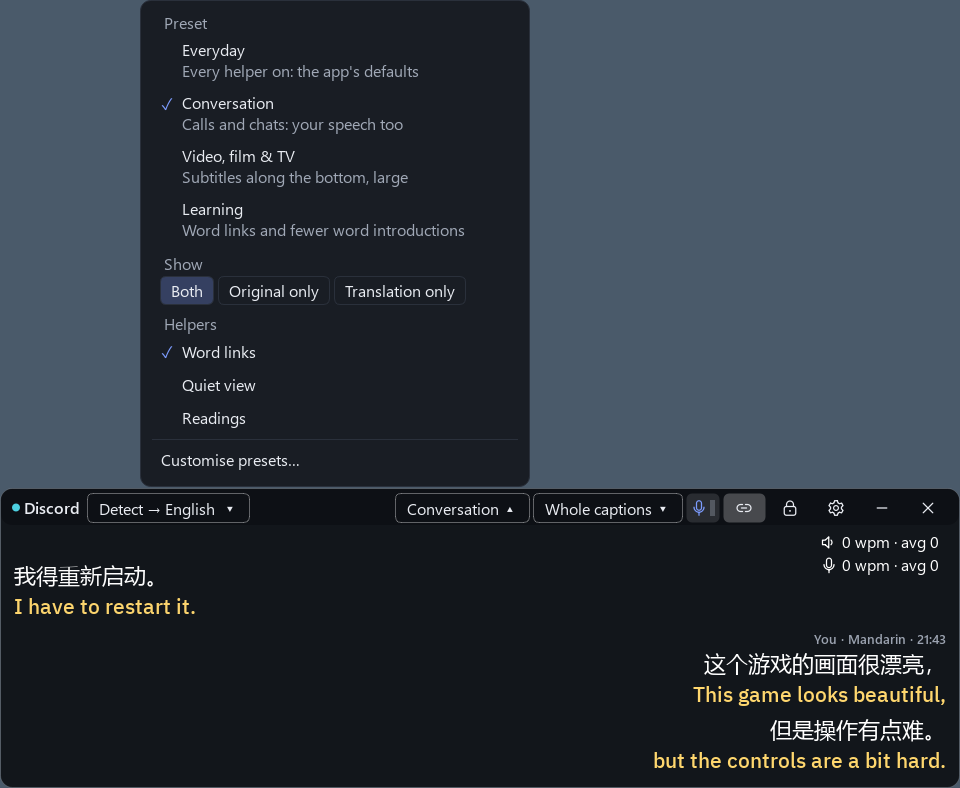 Preset
Everyday
Every helper on: the app's defaults
✓ Conversation
Calls and chats: your speech too
Video, film & TV
Subtitles along the bottom, large
Learning
Word links and fewer word introductions
Show
Both Original only Translation only
Helpers
✓ Word links
Quiet view
Readings
Customise presets...
Discord Detect → English ▼ Conversation ▲ Whole captions ▼
0 wpm · avg 0
0 wpm · avg 0
我得重新启动。
I have to restart it.
You · Mandarin · 21:43
这个游戏的画面很漂亮，
This game looks beautiful,
但是操作有点难。
but the controls are a bit hard.